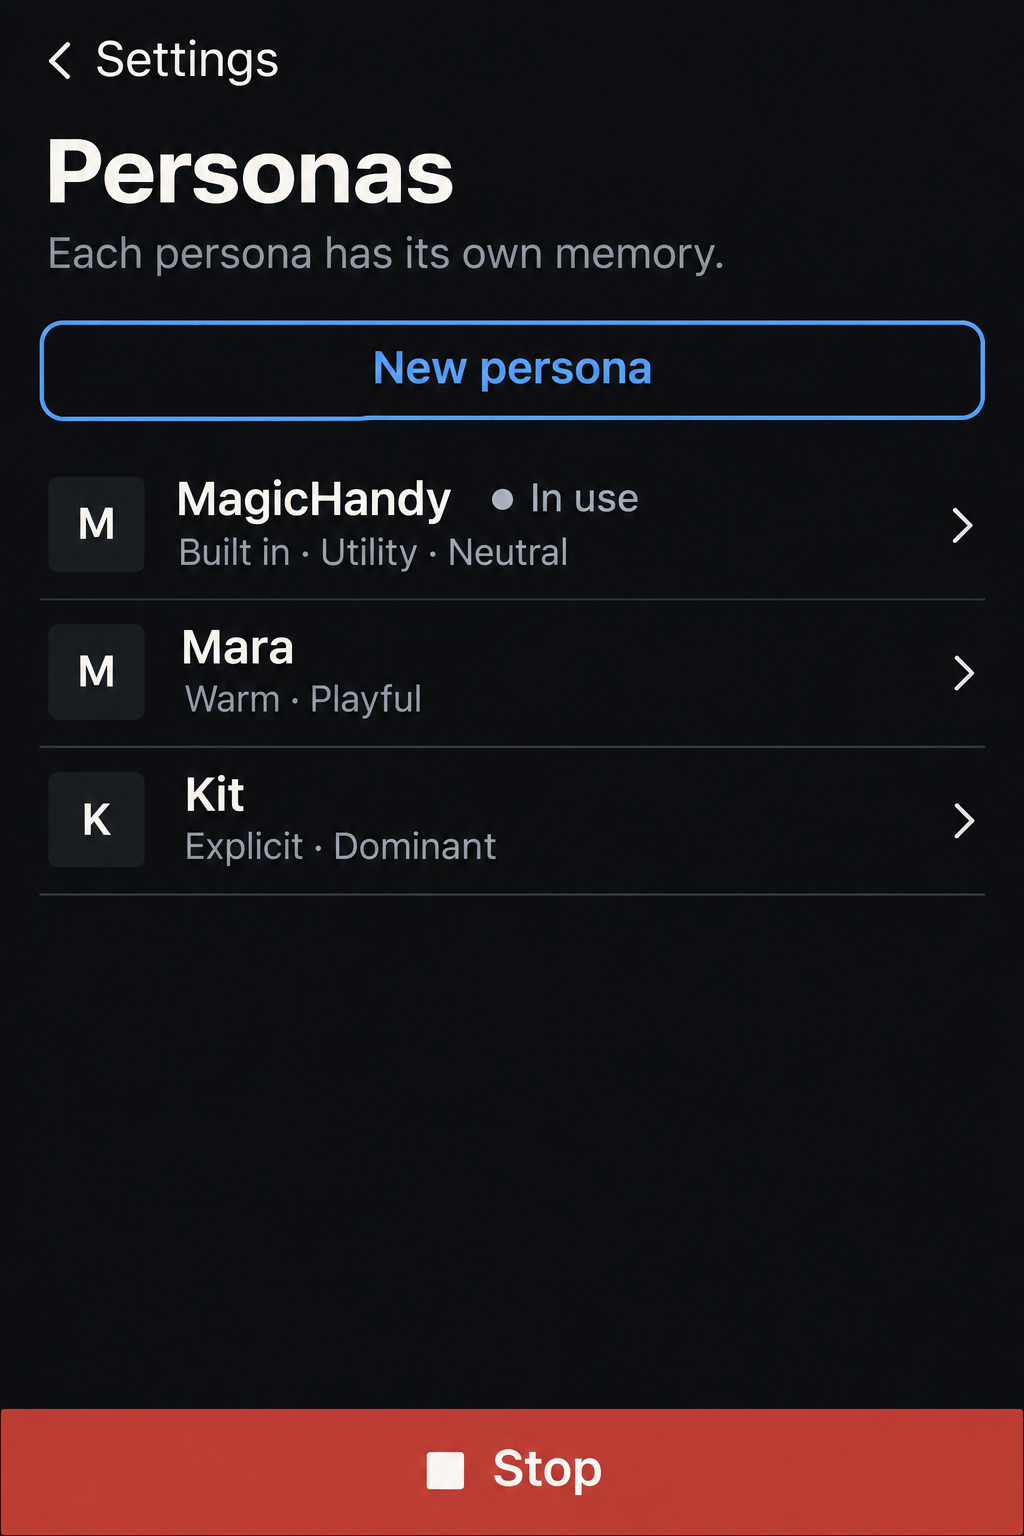 Settings
Personas
Each persona has its own memory.
New persona
M
MagicHandy ● In use
Built in · Utility · Neutral
M
Mara
Warm · Playful
K
Kit
Explicit · Dominant
Stop